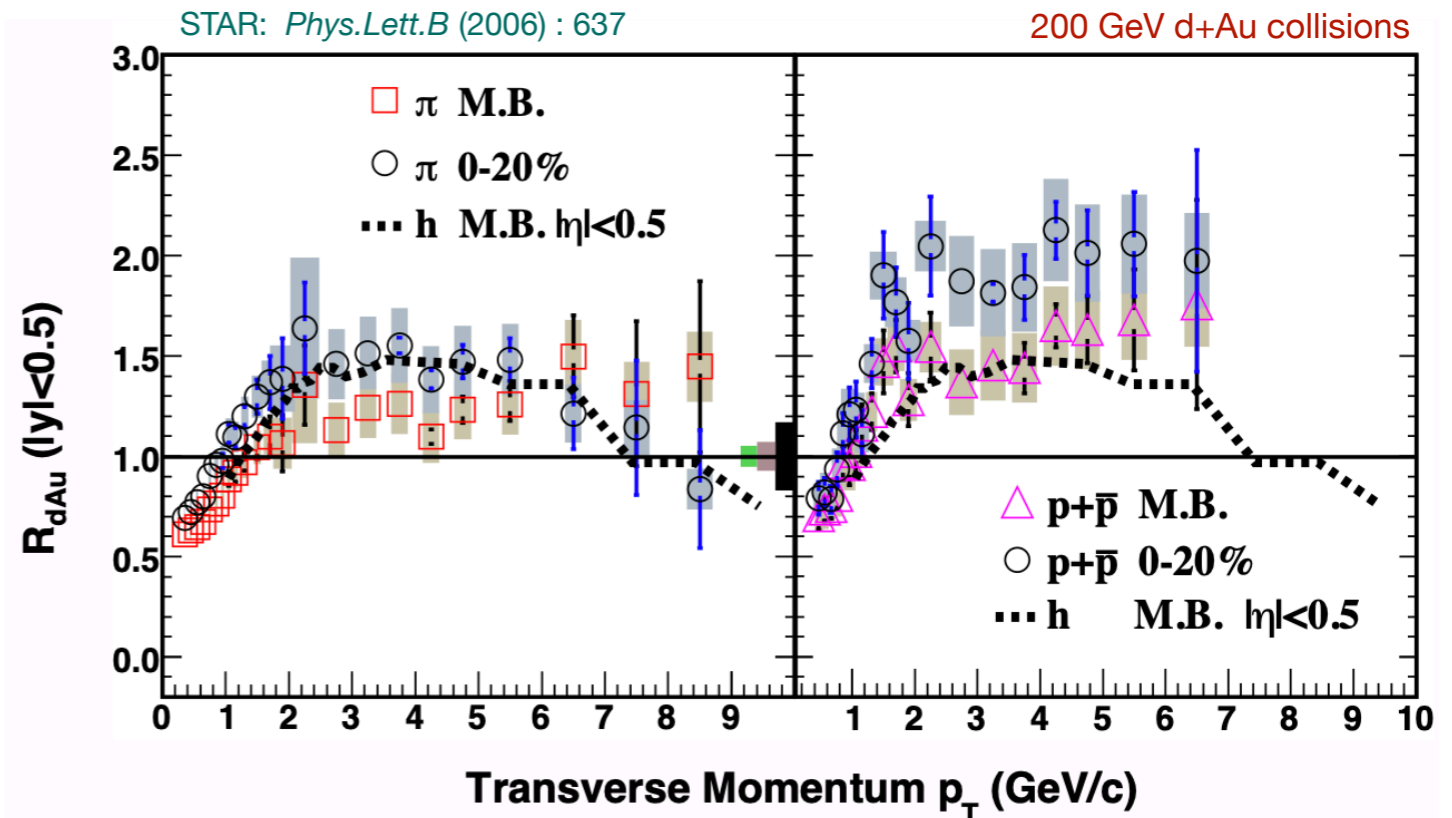 STAR: Phys.Lett.B (2006) : 637
200 GeV d+Au collisions
R_dAu (|y|<0.5)
3.0
2.5
2.0
1.5
1.0
0.5
0.0
π M.B.
π 0-20%
h M.B. |η|<0.5
p+p̅ M.B.
p+p̅ 0-20%
h M.B. |η|<0.5
0 1 2 3 4 5 6 7 8 9
1 2 3 4 5 6 7 8 9 10
Transverse Momentum p_T (GeV/c)